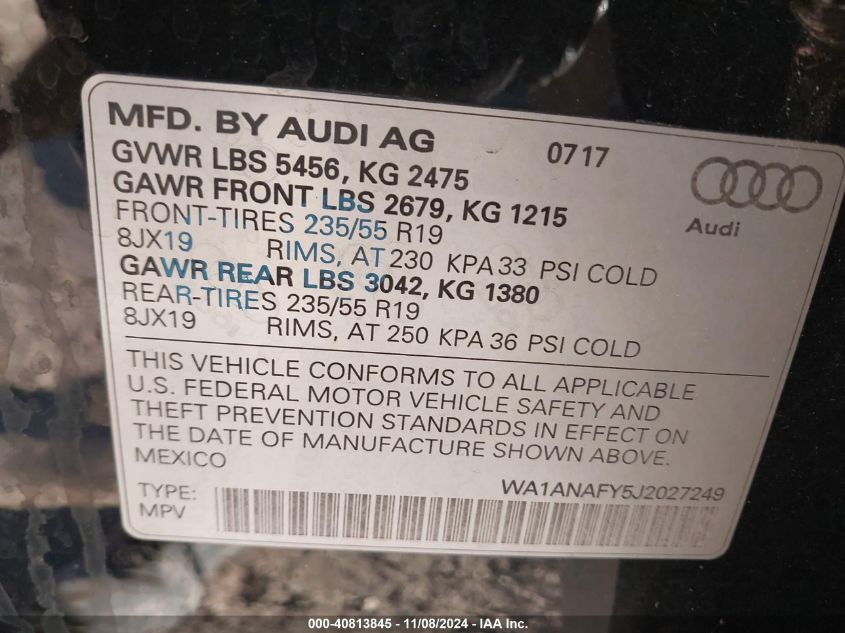 MFD. BY AUDI AG 0717
GVWR LBS 5456, KG 2475
GAWR FRONT LBS 2679, KG 1215
FRONT-TIRES 235/55 R19
8JX19 RIMS, AT 230 KPA 33 PSI COLD
GAWR REAR LBS 3042, KG 1380
REAR-TIRES 235/55 R19
8JX19 RIMS, AT 250 KPA 36 PSI COLD
Audi
THIS VEHICLE CONFORMS TO ALL APPLICABLE
U.S. FEDERAL MOTOR VEHICLE SAFETY AND
THEFT PREVENTION STANDARDS IN EFFECT ON
THE DATE OF MANUFACTURE SHOWN ABOVE.
MEXICO
WA1ANAFY5J2027249
TYPE:
MPV
000-40813845 - 11/08/2024 - IAA Inc.